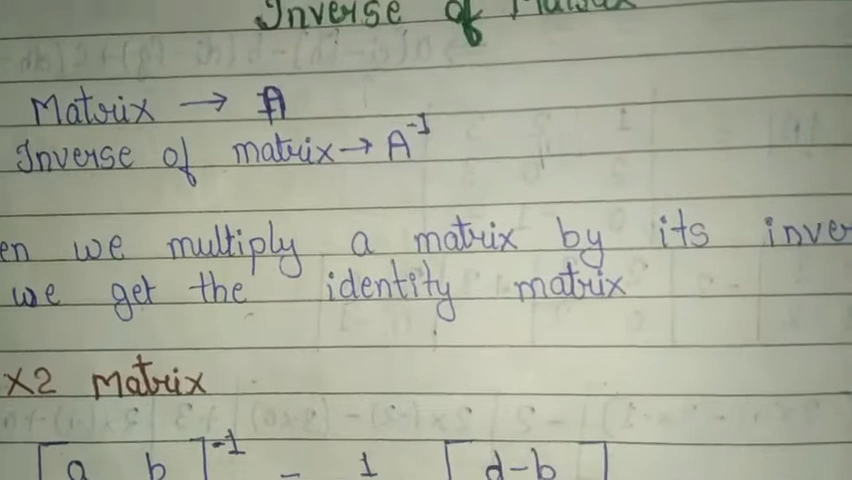 Inverse of Matrix
Matrix → A
Inverse of matrix → A⁻¹
en we multiply a matrix by its inve
we get the identity matrix
x2 Matrix
[a b]⁻¹ = 1 [d -b]